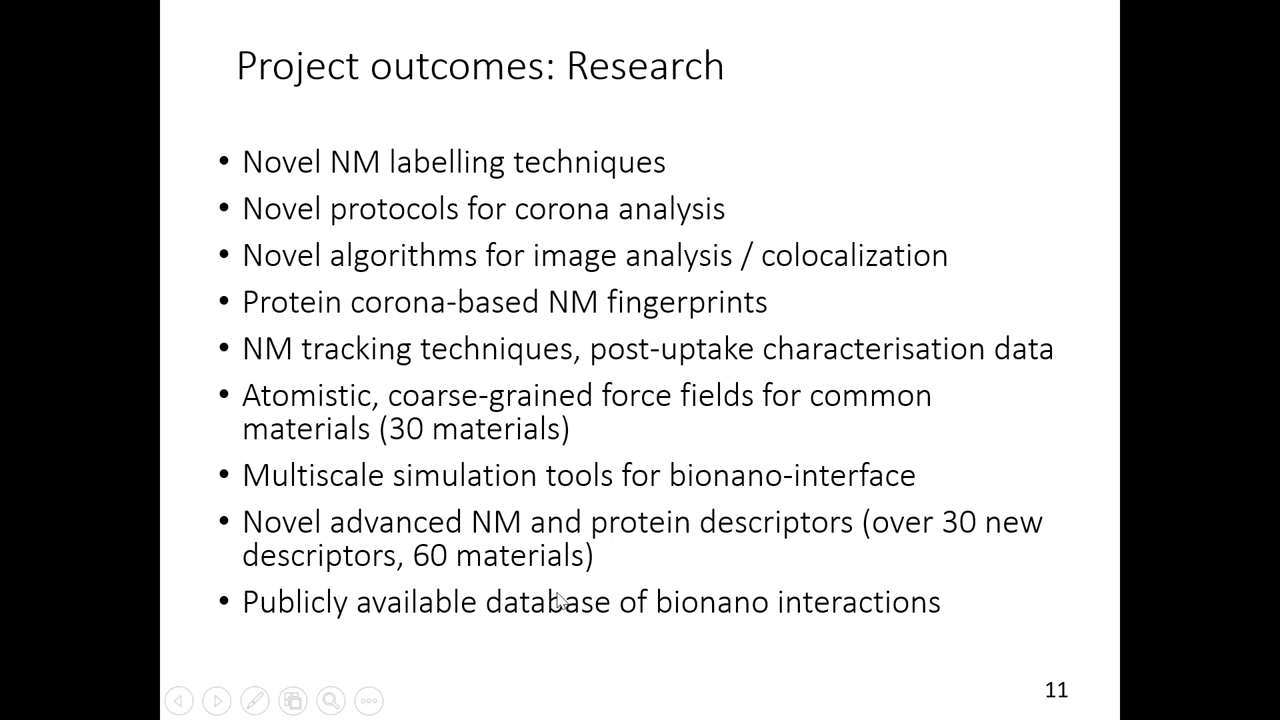 Project outcomes: Research
• Novel NM labelling techniques
• Novel protocols for corona analysis
• Novel algorithms for image analysis / colocalization
• Protein corona-based NM fingerprints
• NM tracking techniques, post-uptake characterisation data
• Atomistic, coarse-grained force fields for common
materials (30 materials)
• Multiscale simulation tools for bionano-interface
• Novel advanced NM and protein descriptors (over 30 new
descriptors, 60 materials)
• Publicly available database of bionano interactions
11